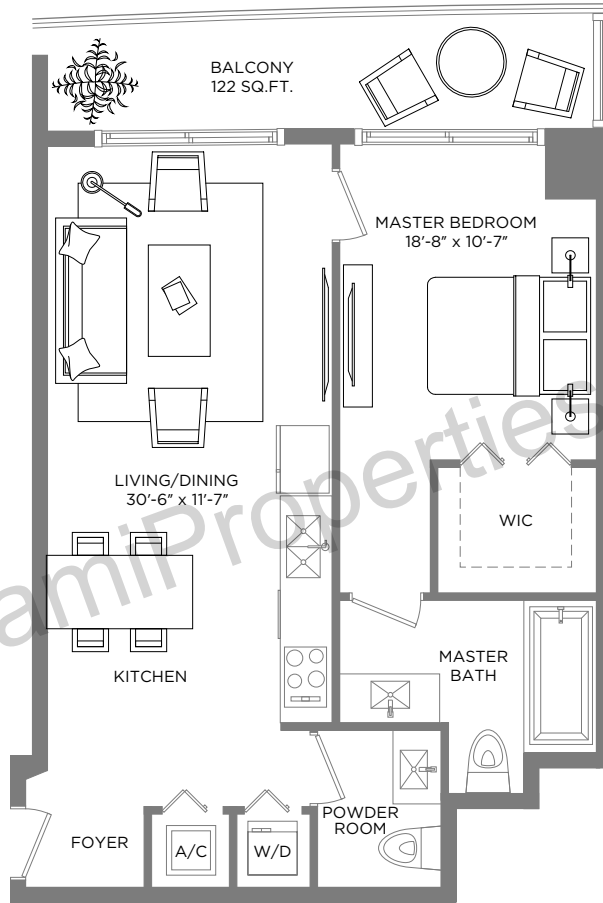 BALCONY
122 SQ.FT.
MASTER BEDROOM
18'-8" x 10'-7"
LIVING/DINING
30'-6" x 11'-7"
WIC
amiProperties
KITCHEN
MASTER
BATH
POWDER
ROOM
FOYER
A/C
W/D